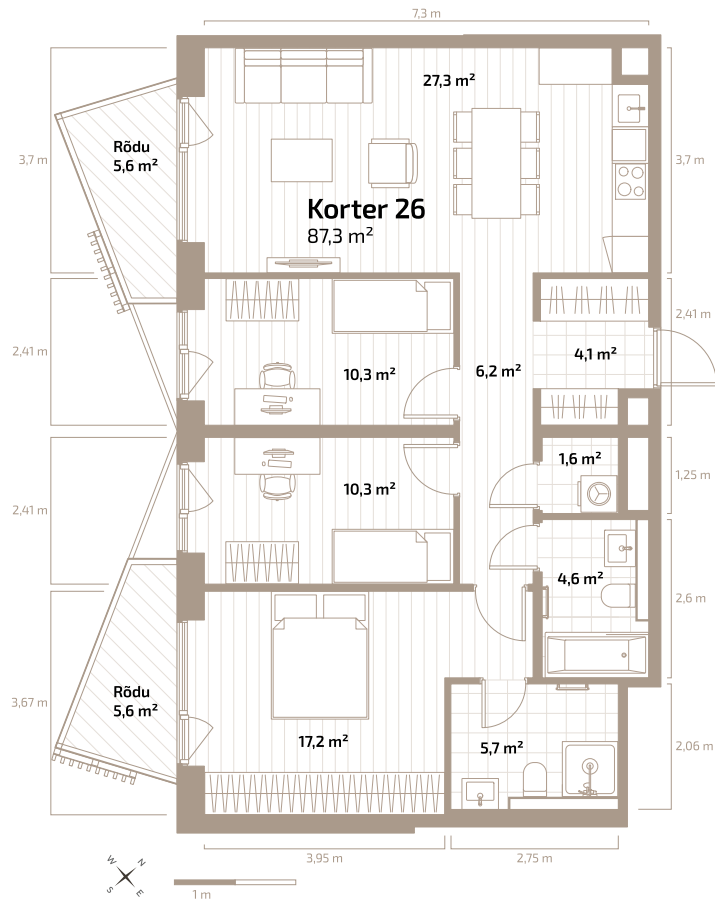 7,3 m
27,3 m²
Rõdu
5,6 m²
3,7 m
3,7 m
Korter 26
87,3 m²
2,41 m
2,41 m
10,3 m²
6,2 m²
4,1 m²
1,6 m²
1,25 m
10,3 m²
2,41 m
4,6 m²
2,6 m
Rõdu
5,6 m²
3,67 m
17,2 m²
5,7 m²
2,06 m
3,95 m
2,75 m
W
N
S
E
1 m